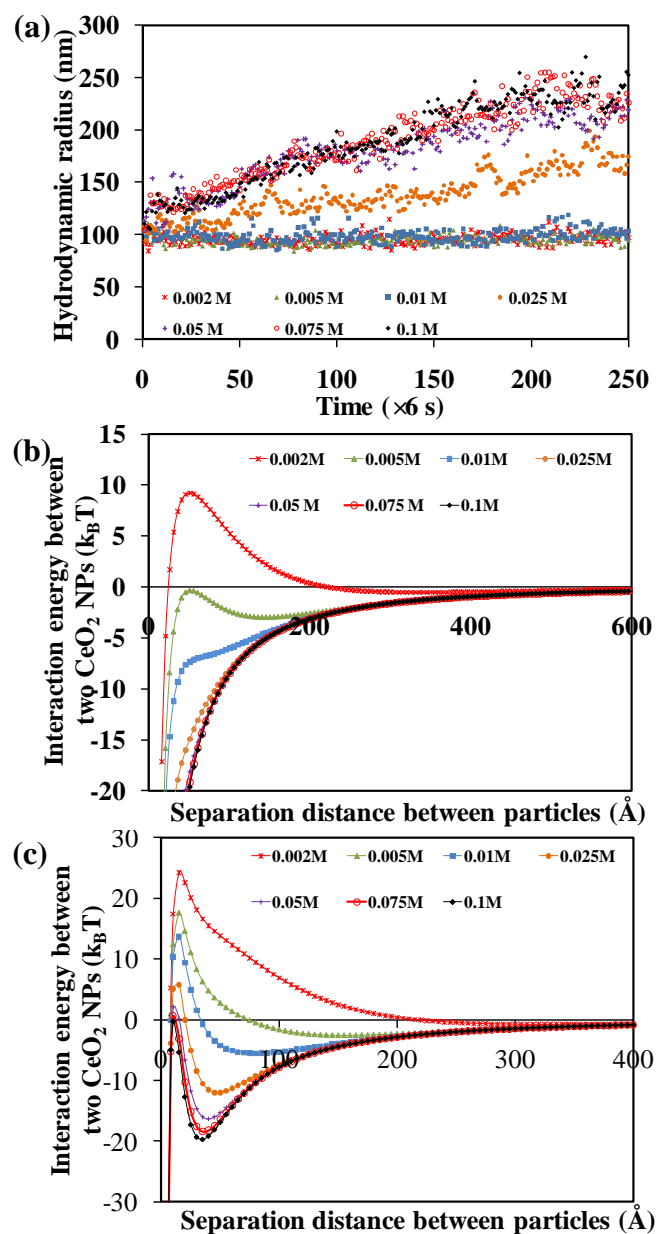 (a)
Hydrodynamic radius (nm)
300
250
200
150
100
50
0
0.002 M 0.005 M 0.01 M 0.025 M
0.05 M 0.075 M 0.1 M
0 50 100 150 200 250
Time (×6 s)
(b)
Interaction energy between
two CeO2 NPs (kBT)
15
10
5
0
-5
-10
-15
-20
0.002M 0.005M 0.01M 0.025M
0.05 M 0.075 M 0.1M
0 200 400 600
Separation distance between particles (Å)
(c)
Interaction energy between
two CeO2 NPs (kBT)
30
20
10
0
-10
-20
-30
0.002M 0.005M 0.01M 0.025M
0.05M 0.075M 0.1M
0 100 200 300 400
Separation distance between particles (Å)